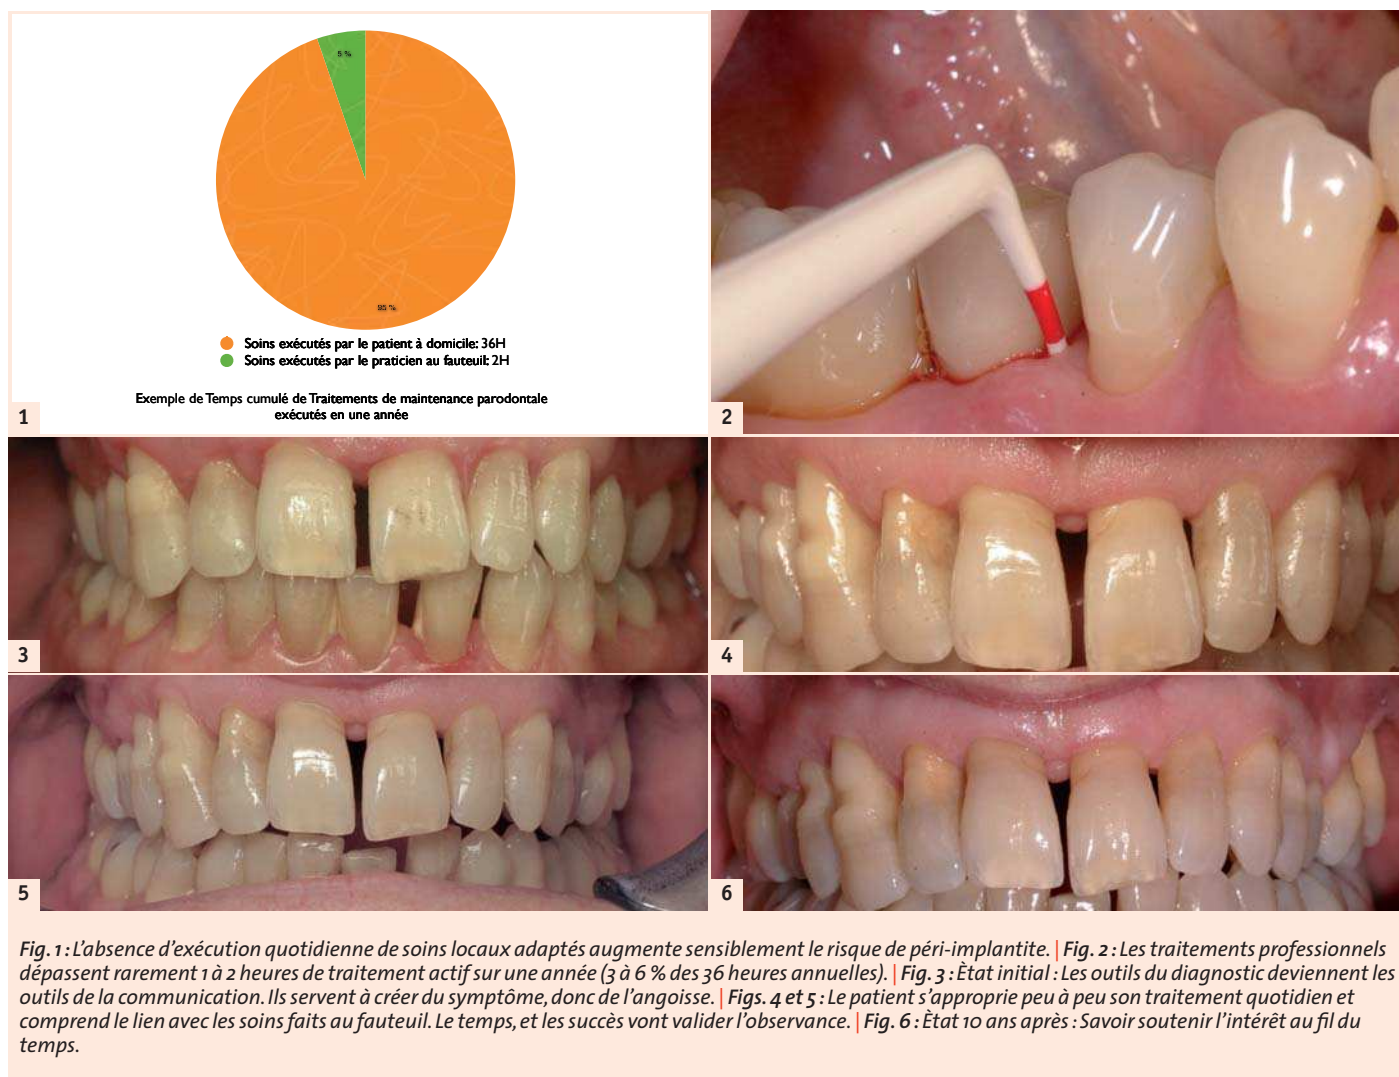 5 %
95 %
Soins exécutés par le patient à domicile: 36H
Soins exécutés par le praticien au fauteuil: 2H
Exemple de Temps cumulé de Traitements de maintenance parodontale
exécutés en une année
1
2
3
4
5
6
Fig. 1 : L’absence d’exécution quotidienne de soins locaux adaptés augmente sensiblement le risque de péri-implantite. | Fig. 2 : Les traitements professionnels
dépassent rarement 1 à 2 heures de traitement actif sur une année (3 à 6 % des 36 heures annuelles). | Fig. 3 : Ètat initial : Les outils du diagnostic deviennent les
outils de la communication. Ils servent à créer du symptôme, donc de l’angoisse. | Figs. 4 et 5 : Le patient s’approprie peu à peu son traitement quotidien et
comprend le lien avec les soins faits au fauteuil. Le temps, et les succès vont valider l’observance. | Fig. 6 : Ètat 10 ans après : Savoir soutenir l’intérêt au fil du
temps.